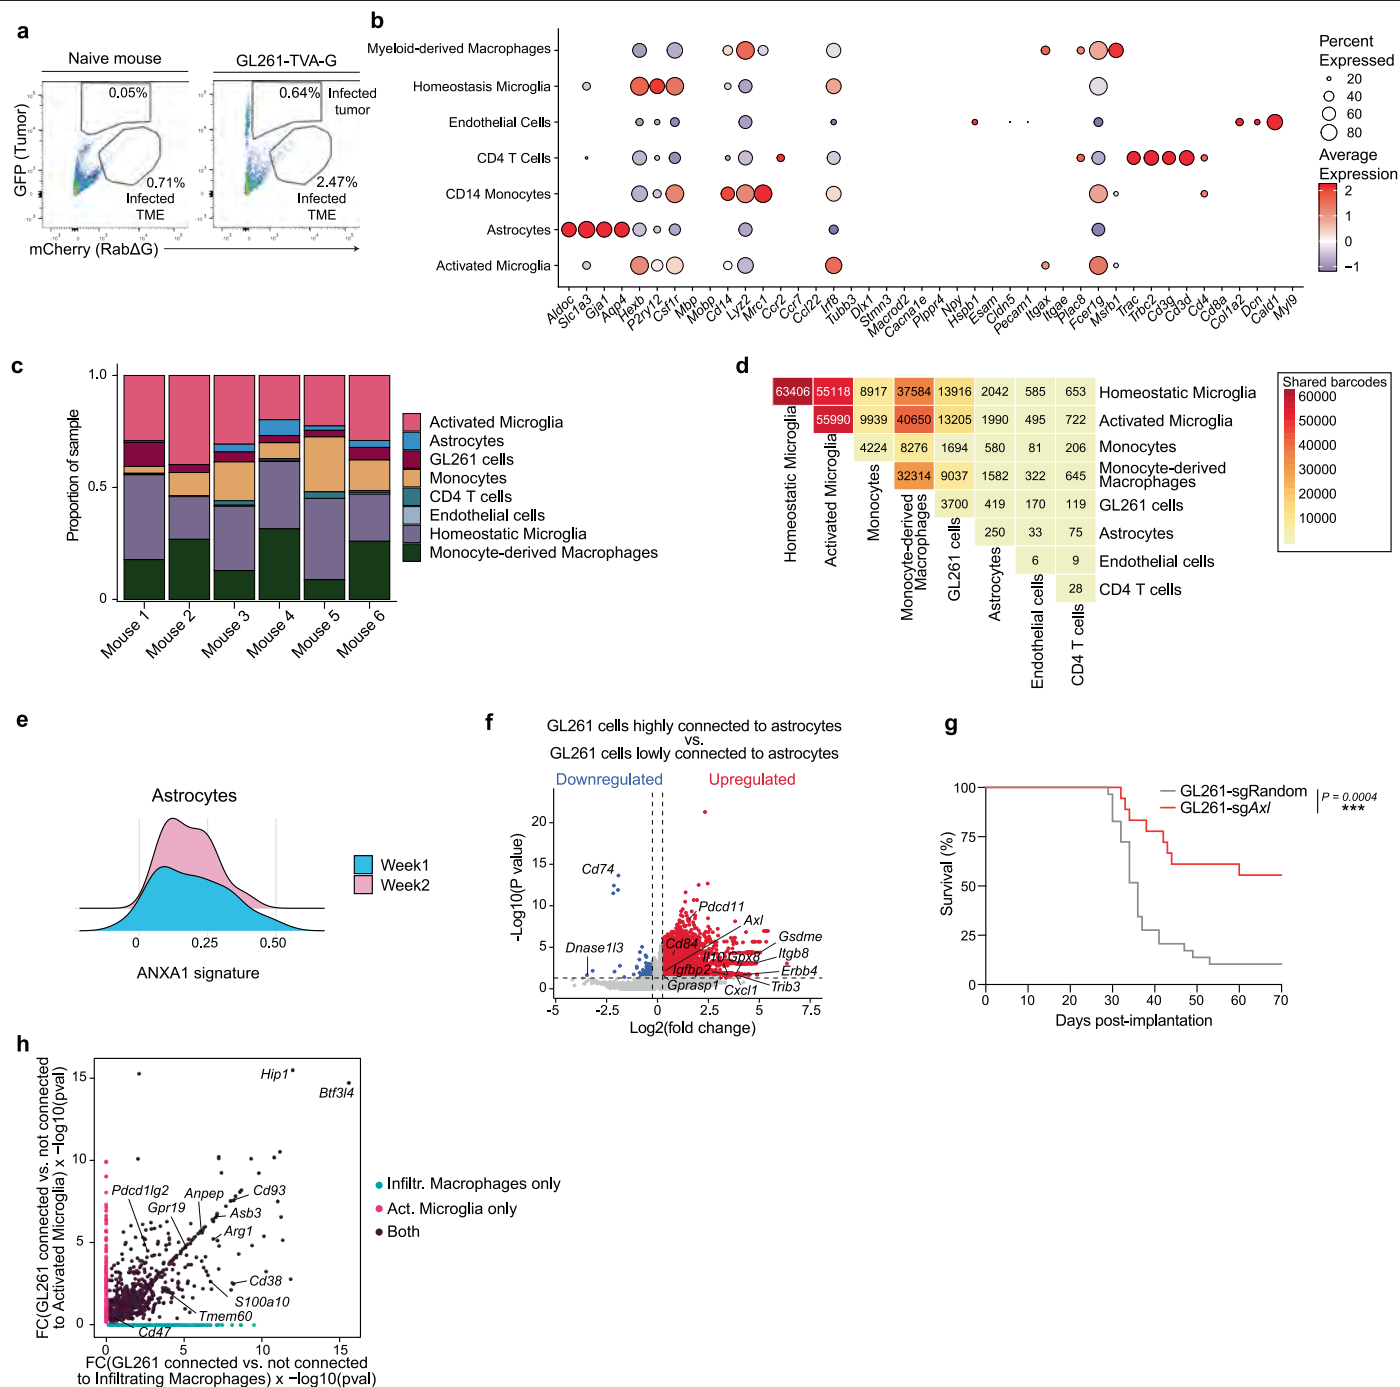 a
Naive mouse
GL261-TVA-G
0.05%
0.64%
Infected
tumor
0.71%
Infected
TME
2.47%
Infected
TME
GFP (Tumor)
mCherry (RabΔG)
b
Myeloid-derived Macrophages
Homeostasis Microglia
Endothelial Cells
CD4 T Cells
CD14 Monocytes
Astrocytes
Activated Microglia
Aldoc
Slc1a3
Gja1
Aqp4
Hexb
P2ry12
Csf1r
Mbp
Mobp
Cd14
Lyz2
Mrc1
Ccr2
Ccr7
Ccl22
Irf8
Tubb3
Dlx1
Stmn3
Macrod2
Cacna1e
Plppr4
Npy
Hspb1
Esam
Cldn5
Pecam1
Itgax
Itgae
Plac8
Fcer1g
Msrb1
Trac
Trbc2
Cd3g
Cd3d
Cd4
Cd8a
Col1a2
Dcn
Cald1
Myl9
Percent
Expressed
20
40
60
80
Average
Expression
2
1
0
−1
c
Proportion of sample
1.0
0.5
0
Mouse 1
Mouse 2
Mouse 3
Mouse 4
Mouse 5
Mouse 6
Activated Microglia
Astrocytes
GL261 cells
Monocytes
CD4 T cells
Endothelial cells
Homeostatic Microglia
Monocyte-derived Macrophages
d
63406 55118 8917 37584 13916 2042 585 653 Homeostatic Microglia
55990 9939 40650 13205 1990 495 722 Activated Microglia
4224 8276 1694 580 81 206 Monocytes
32314 9037 1582 322 645 Monocyte-derived
Macrophages
3700 419 170 119 GL261 cells
250 33 75 Astrocytes
6 9 Endothelial cells
28 CD4 T cells
Homeostatic Microglia
Activated Microglia
Monocytes
Monocyte-derived
Macrophages
GL261 cells
Astrocytes
Endothelial cells
CD4 T cells
Shared barcodes
60000
50000
40000
30000
20000
10000
e
Astrocytes
Week1
Week2
0 0.25 0.50
ANXA1 signature
f
GL261 cells highly connected to astrocytes
vs.
GL261 cells lowly connected to astrocytes
Downregulated
Upregulated
-Log10(P value)
20
15
10
5
0
Cd74
Dnase1l3
Pdcd11
Axl
Cd84
Gsdme
Il10
Gpx8
Itgb8
Igfbp2
Erbb4
Gprasp1
Cxcl1
Trib3
-5 -2.5 0 2.5 5 7.5
Log2(fold change)
g
Survival (%)
100
75
50
25
0
GL261-sgRandom
GL261-sgAxl
P = 0.0004
***
0 10 20 30 40 50 60 70
Days post-implantation
h
FC(GL261 connected vs. not connected
to Activated Microglia) x −log10(pval)
15
10
5
0
Hip1
Btf3l4
Pdcd1lg2
Anpep
Cd93
Gpr19
Asb3
Arg1
Cd38
S100a10
Tmem60
Cd47
0 5 10 15
FC(GL261 connected vs. not connected
to Infiltrating Macrophages) x −log10(pval)
Infiltr. Macrophages only
Act. Microglia only
Both